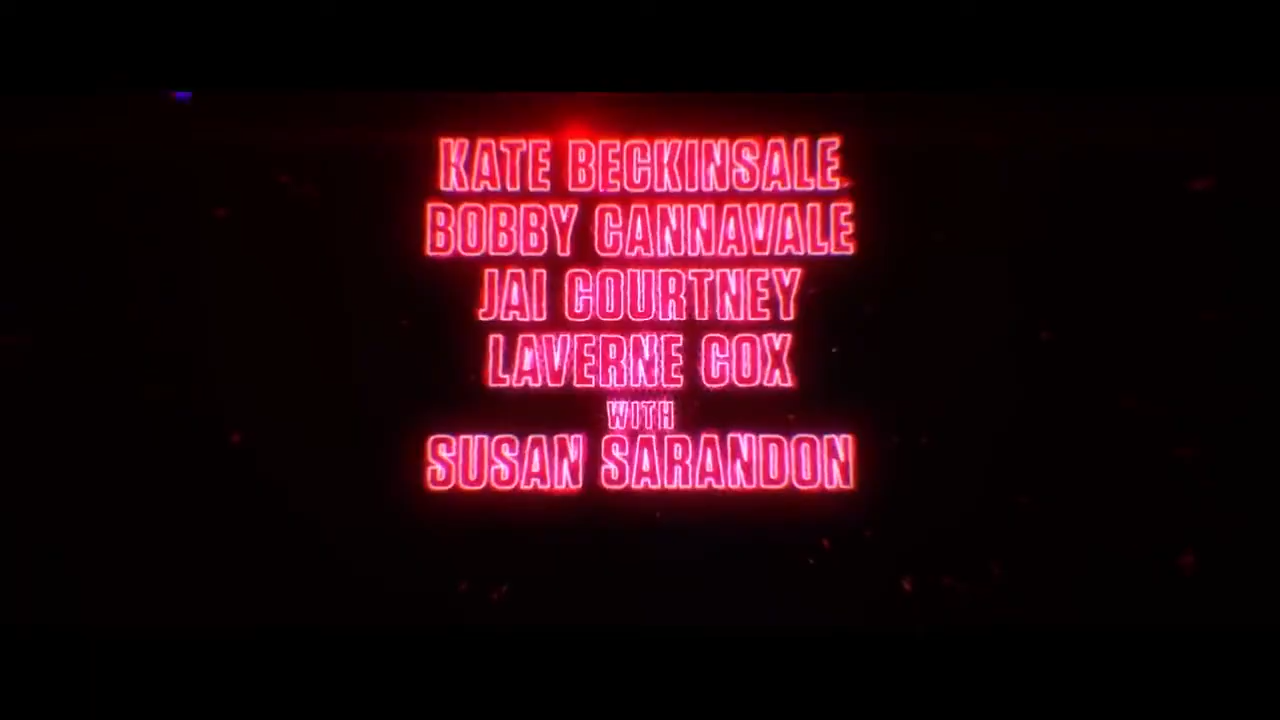 KATE BECKINSALE
BOBBY CANNAVALE
JAI COURTNEY
LAVERNE COX
WITH
SUSAN SARANDON